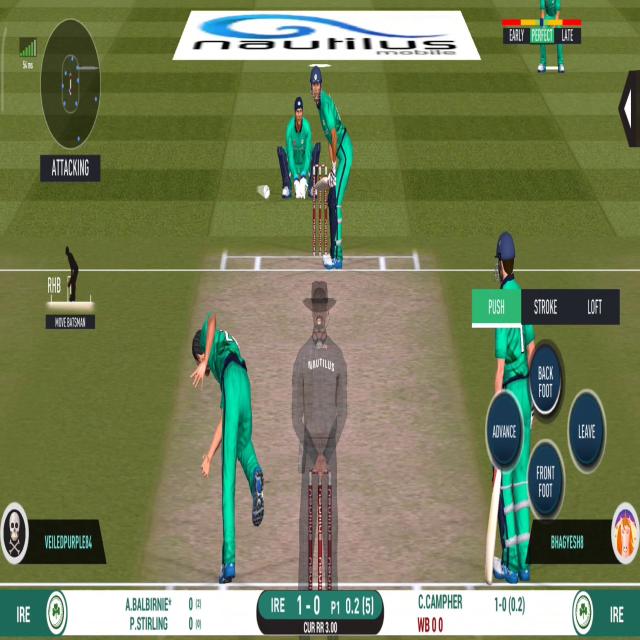 nautilus
mobile
EARLY PERFECT LATE
54 ms
ATTACKING
RHB
MOVE BATSMAN
PUSH STROKE LOFT
NAUTILUS
BACK FOOT
ADVANCE
LEAVE
FRONT FOOT
VEILEDPURPLE84
BHAGYESH8
IRE
A.BALBIRNIE* 0 (2)
P.STIRLING 0 (0)
IRE 1-0 P1 0.2 (5)
CUR RR 3.00
C.CAMPHER 1-0 (0.2)
WB 0 0
IRE